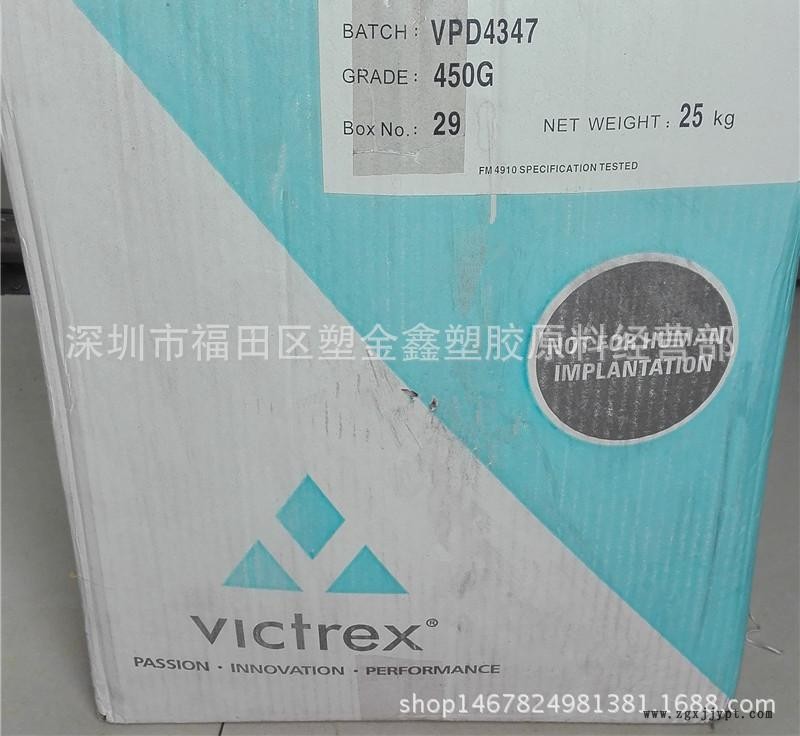 BATCH: VPD4347
GRADE: 450G
Box No.: 29 NET WEIGHT: 25 kg
FM 4910 SPECIFICATION TESTED
深圳市福田区塑金鑫塑胶原料经营部
NOT FOR HUMAN
IMPLANTATION
victrex®
PASSION · INNOVATION · PERFORMANCE
shop1467824981381.1688.com
www.zgxjjypt.com